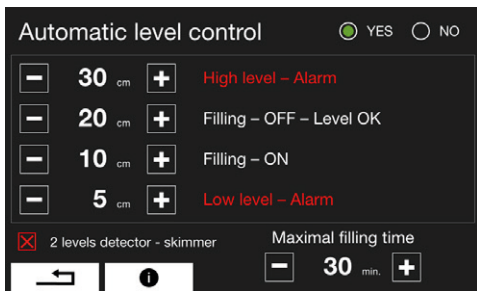 Automatic level control YES NO
30 cm High level – Alarm
20 cm Filling – OFF – Level OK
10 cm Filling – ON
5 cm Low level – Alarm
2 levels detector - skimmer
Maximal filling time
30 min.